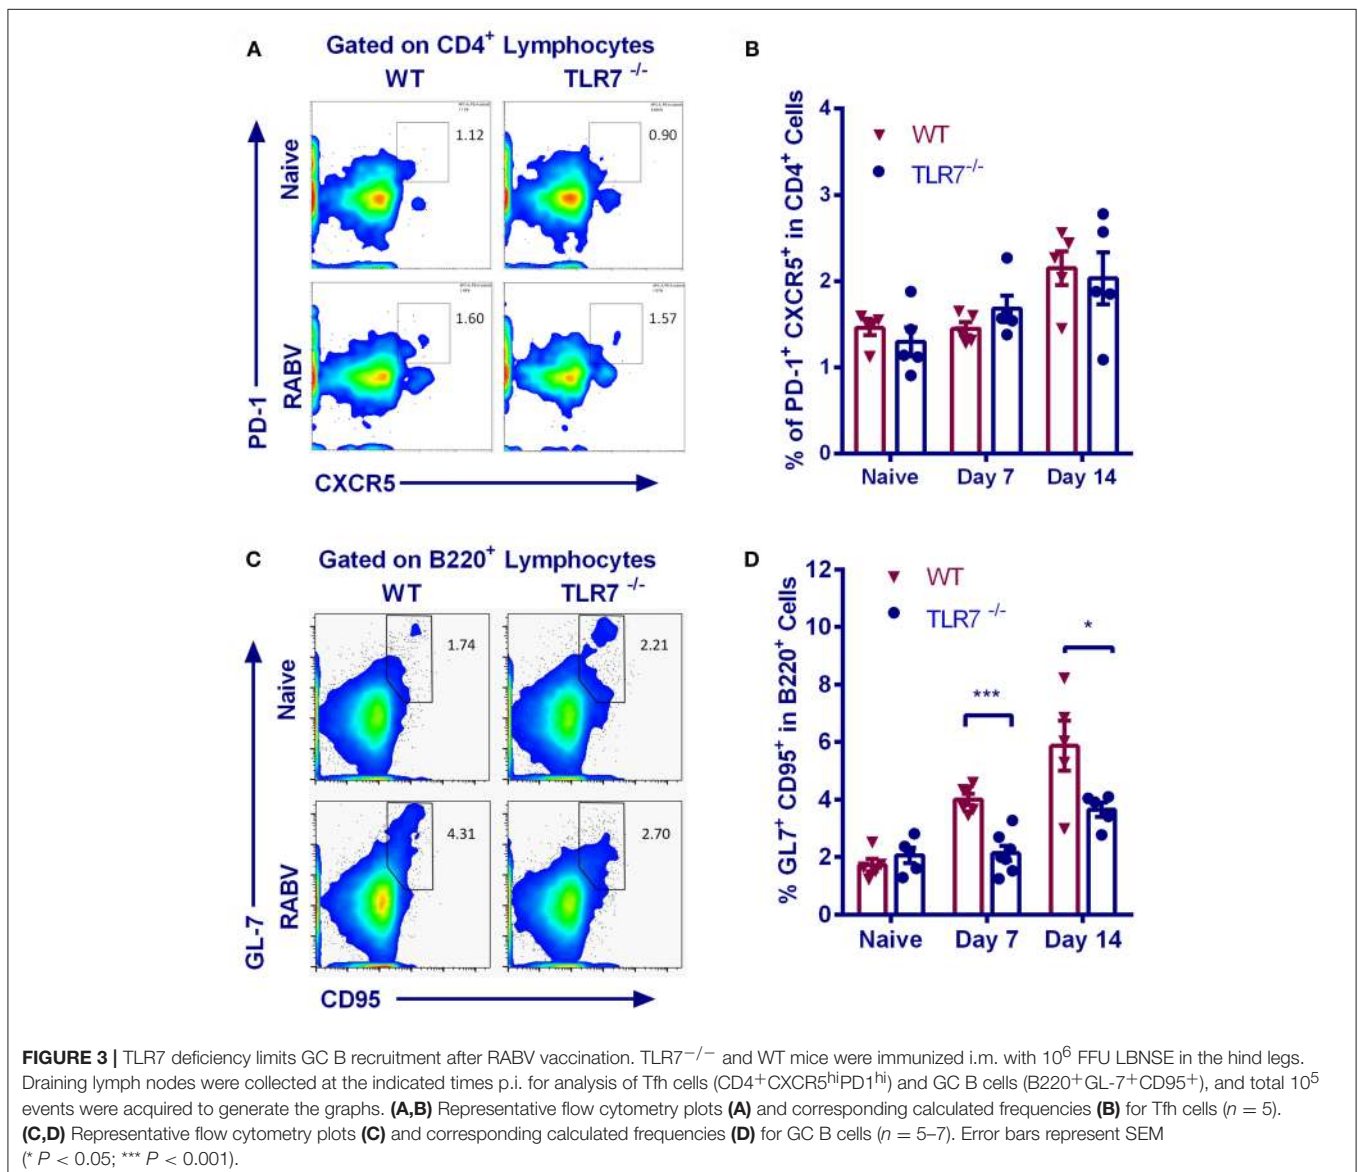 A
Gated on CD4+ Lymphocytes
WT
TLR7 -/-
Naive
1.12
0.90
RABV
1.60
1.57
PD-1
CXCR5
B
% of PD-1+ CXCR5+ in CD4+ Cells
4
3
2
1
0
WT
TLR7-/-
Naive
Day 7
Day 14
C
Gated on B220+ Lymphocytes
WT
TLR7 -/-
Naive
1.74
2.21
RABV
4.31
2.70
GL-7
CD95
D
% GL7+ CD95+ in B220+ Cells
12
10
8
6
4
2
0
WT
TLR7 -/-
***
*
Naive
Day 7
Day 14
FIGURE 3 | TLR7 deficiency limits GC B recruitment after RABV vaccination. TLR7−/− and WT mice were immunized i.m. with 10⁶ FFU LBNSE in the hind legs.
Draining lymph nodes were collected at the indicated times p.i. for analysis of Tfh cells (CD4+CXCR5hiPD1hi) and GC B cells (B220+GL-7+CD95+), and total 10⁵
events were acquired to generate the graphs. (A,B) Representative flow cytometry plots (A) and corresponding calculated frequencies (B) for Tfh cells (n = 5).
(C,D) Representative flow cytometry plots (C) and corresponding calculated frequencies (D) for GC B cells (n = 5–7). Error bars represent SEM
(* P < 0.05; *** P < 0.001).